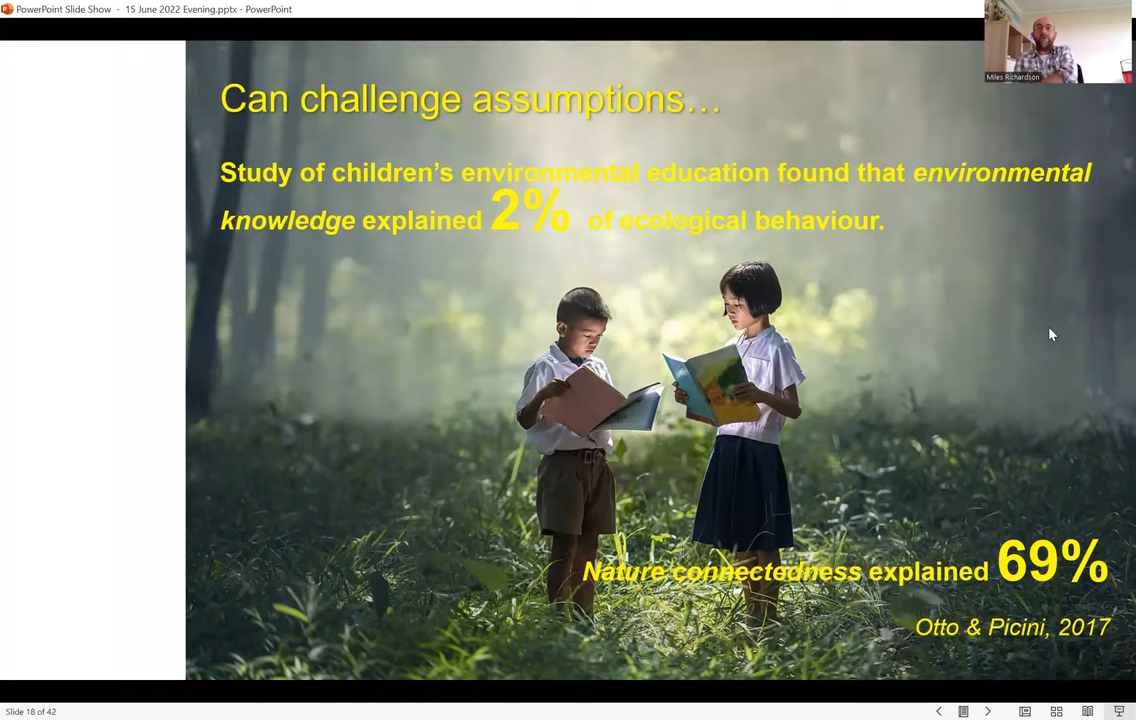 PowerPoint Slide Show - 15 June 2022 Evening.pptx - PowerPoint
Miles Richardson
Can challenge assumptions...
Study of children's environmental education found that environmental
knowledge explained 2% of ecological behaviour.
Nature connectedness explained 69%
Otto & Picini, 2017
Slide 18 of 42